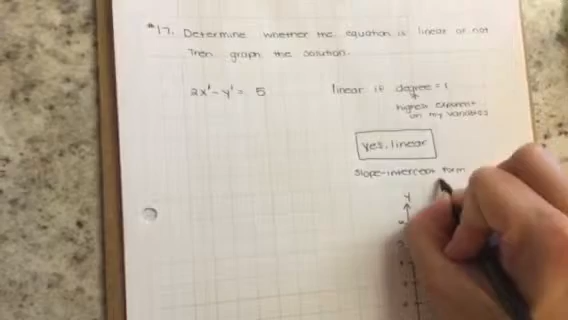 #17. Determine whether the equation is linear or not
Then graph the solution.
2x¹ - y¹ = 5
linear if degree = 1
highest exponent
on my variables
yes, linear
slope-intercept form
y